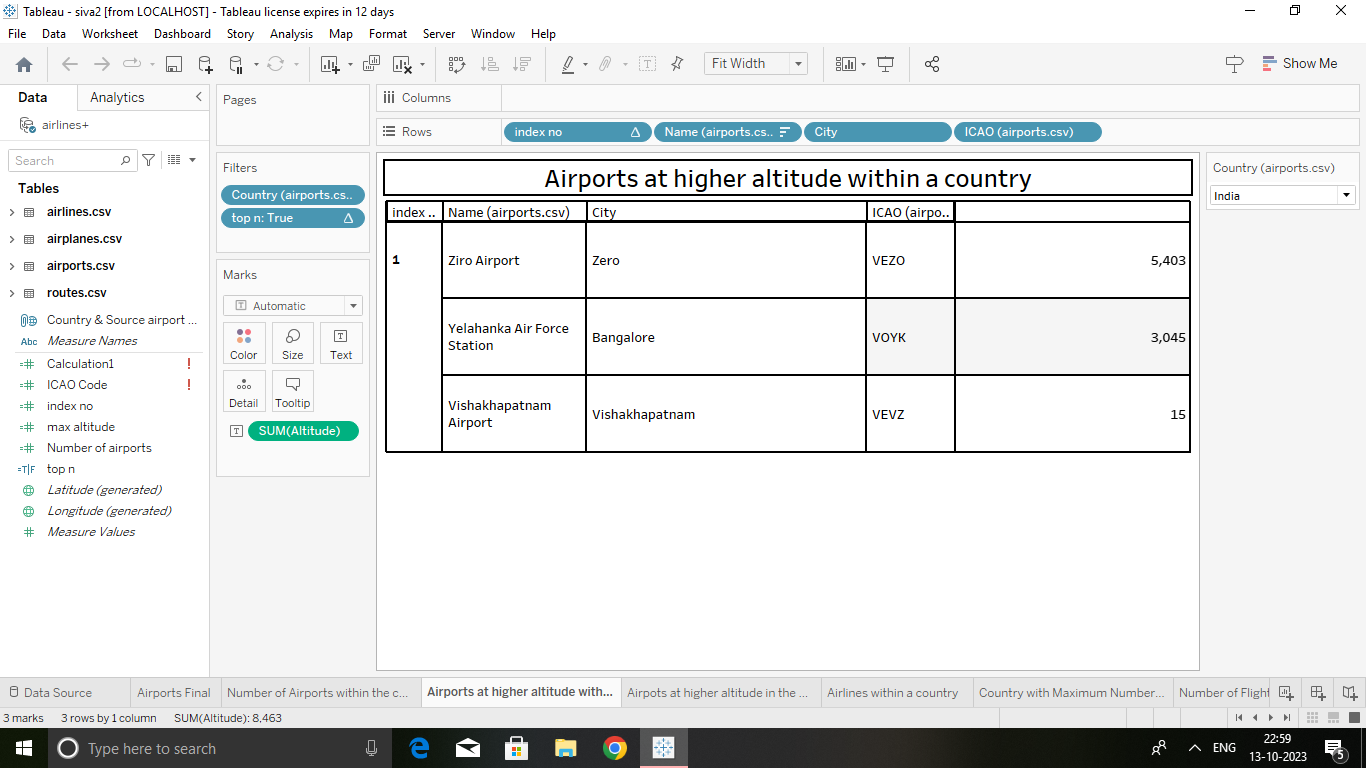 Tableau - siva2 [from LOCALHOST] - Tableau license expires in 12 days
File Data Worksheet Dashboard Story Analysis Map Format Server Window Help
Fit Width
Show Me
Data Analytics
airlines+
Search
Tables
airlines.csv
airplanes.csv
airports.csv
routes.csv
Country & Source airport ...
Abc Measure Names
Calculation1 !
ICAO Code !
index no
max altitude
Number of airports
T|F top n
Latitude (generated)
Longitude (generated)
Measure Values
Pages
Filters
Country (airports.cs..
top n: True
Marks
Automatic
Color Size Text
Detail Tooltip
SUM(Altitude)
Columns
Rows index no Name (airports.cs.. City ICAO (airports.csv)
Airports at higher altitude within a country
index .. Name (airports.csv) City ICAO (airpo..
1 Ziro Airport Zero VEZO 5,403
Yelahanka Air Force
Station Bangalore VOYK 3,045
Vishakhapatnam
Airport Vishakhapatnam VEVZ 15
Country (airports.csv)
India
Data Source Airports Final Number of Airports within the c... Airports at higher altitude with... Airpots at higher altitude in the ... Airlines within a country Country with Maximum Number... Number of Flight
3 marks 3 rows by 1 column SUM(Altitude): 8,463
Type here to search
ENG
22:59
13-10-2023
5